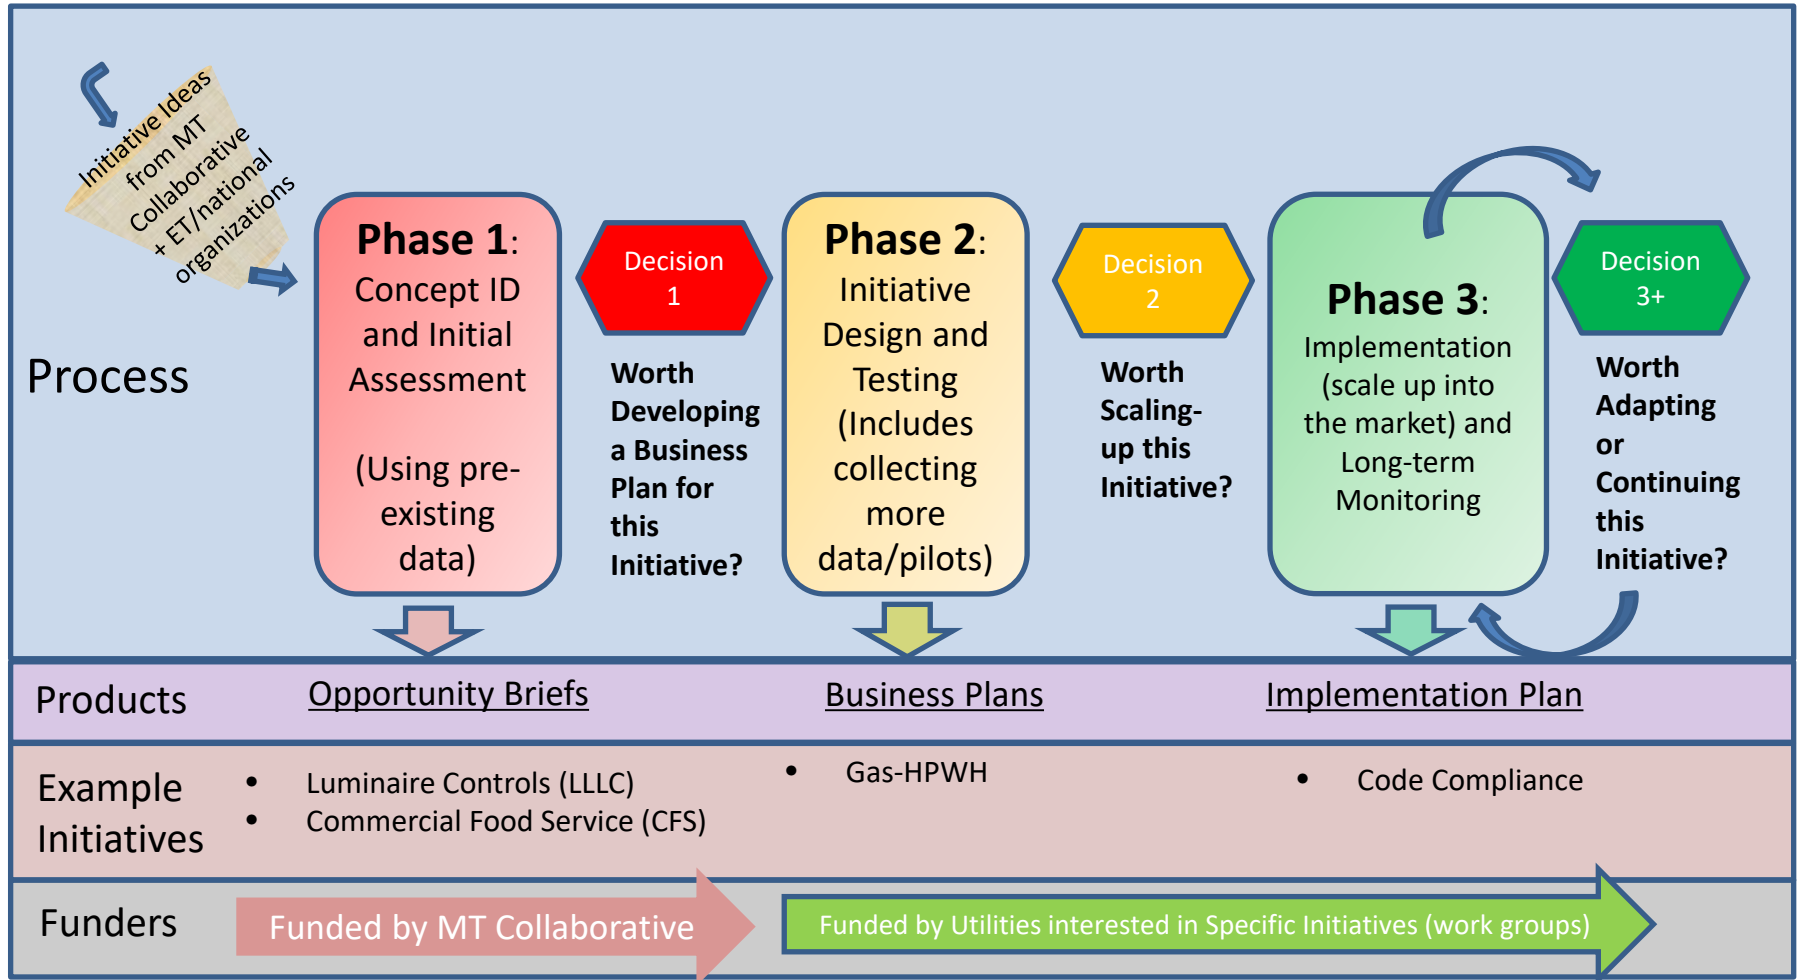 Initiative Ideas
from MT
Collaborative
+ ET/national
organizations
Process
Phase 1:
Concept ID
and Initial
Assessment
(Using pre-
existing
data)
Decision
1
Worth
Developing
a Business
Plan for
this
Initiative?
Phase 2:
Initiative
Design and
Testing
(Includes
collecting
more
data/pilots)
Decision
2
Worth
Scaling-
up this
Initiative?
Phase 3:
Implementation
(scale up into
the market) and
Long-term
Monitoring
Decision
3+
Worth
Adapting
or
Continuing
this
Initiative?
Products
Opportunity Briefs
Business Plans
Implementation Plan
Example
Initiatives
• Luminaire Controls (LLLC)
• Commercial Food Service (CFS)
• Gas-HPWH
• Code Compliance
Funders
Funded by MT Collaborative
Funded by Utilities interested in Specific Initiatives (work groups)